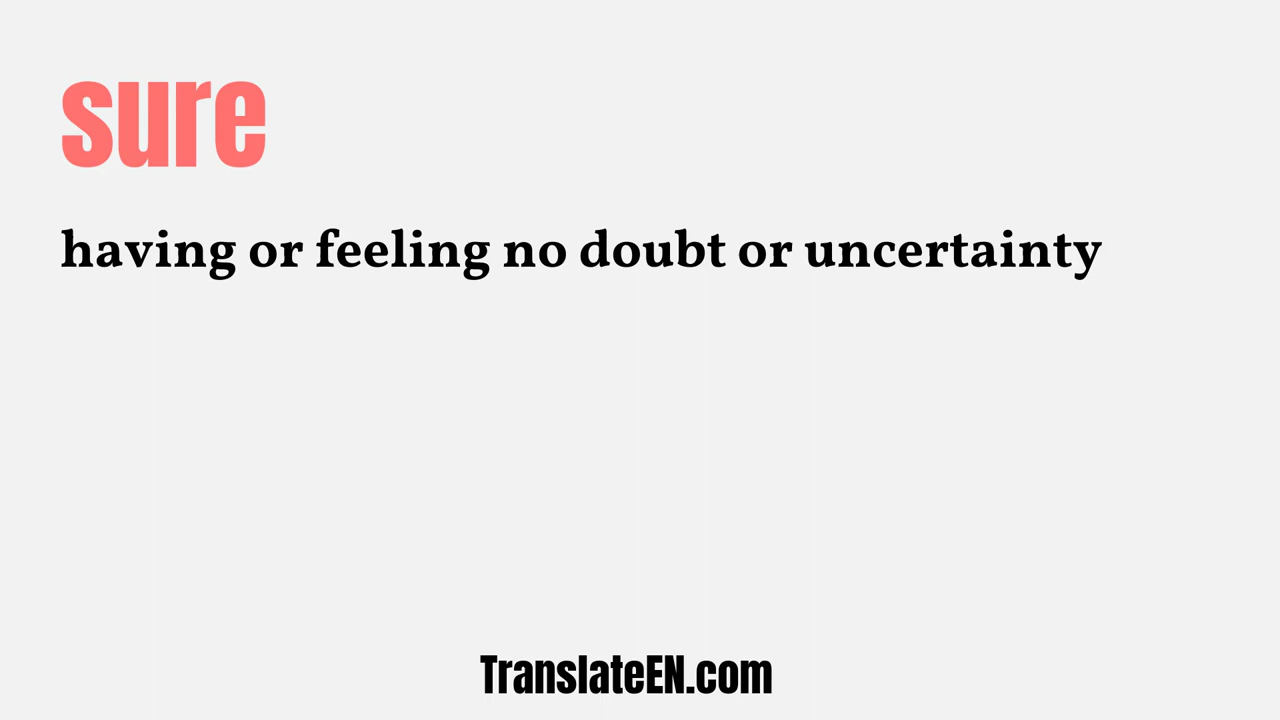 sure
having or feeling no doubt or uncertainty
TranslateEN.com